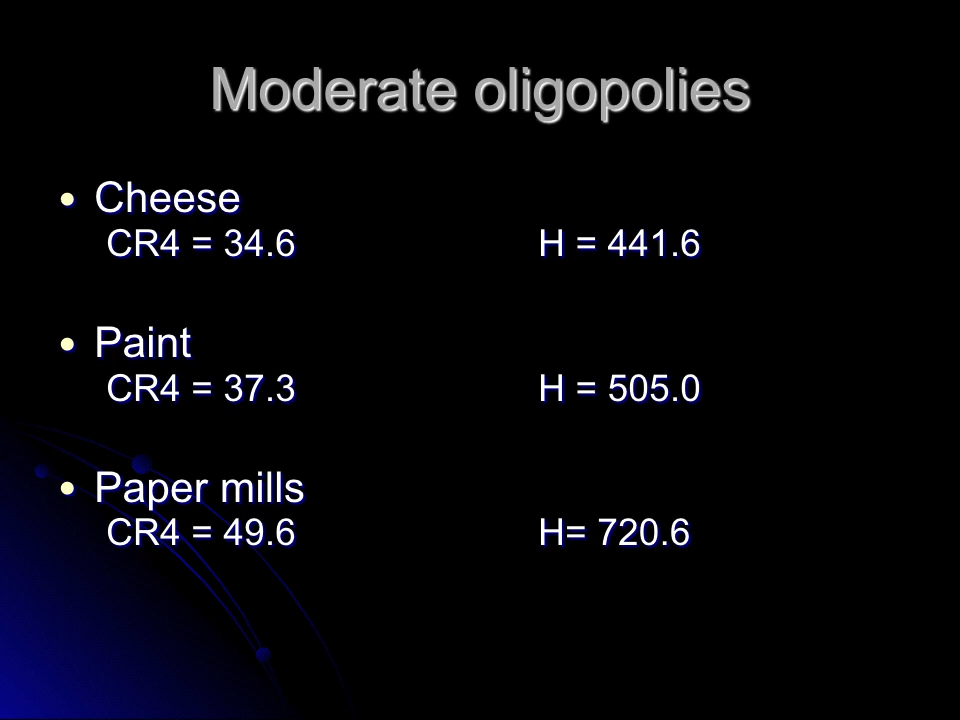 Moderate oligopolies
• Cheese
CR4 = 34.6 H = 441.6
• Paint
CR4 = 37.3 H = 505.0
• Paper mills
CR4 = 49.6 H= 720.6